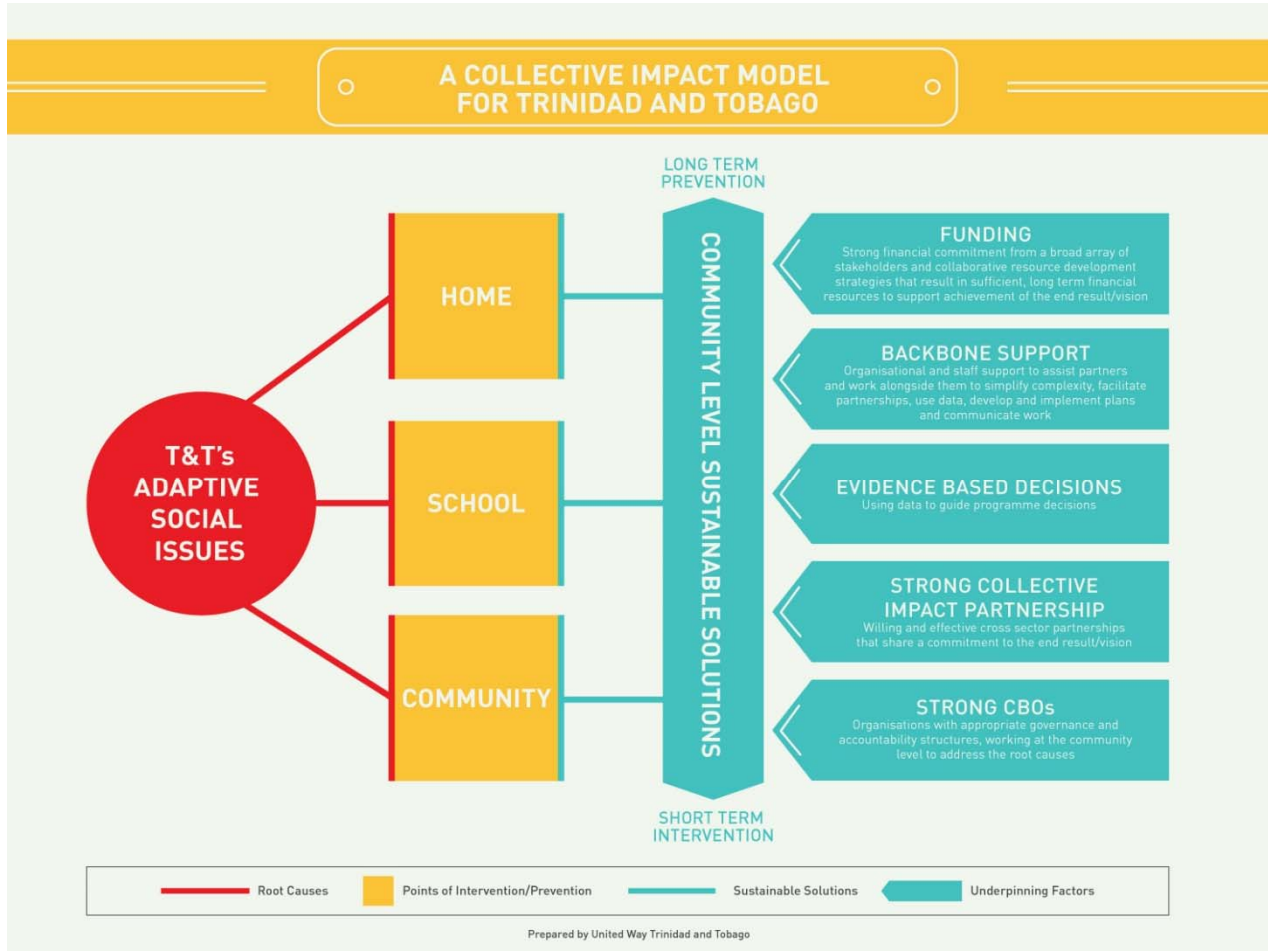 A COLLECTIVE IMPACT MODEL
FOR TRINIDAD AND TOBAGO
T&T's
ADAPTIVE
SOCIAL
ISSUES
HOME
SCHOOL
COMMUNITY
LONG TERM
PREVENTION
COMMUNITY LEVEL SUSTAINABLE SOLUTIONS
SHORT TERM
INTERVENTION
FUNDING
Strong financial commitment from a broad array of
stakeholders and collaborative resource development
strategies that result in sufficient, long term financial
resources to support achievement of the end result/vision
BACKBONE SUPPORT
Organisational and staff support to assist partners
and work alongside them to simplify complexity, facilitate
partnerships, use data, develop and implement plans
and communicate work
EVIDENCE BASED DECISIONS
Using data to guide programme decisions
STRONG COLLECTIVE
IMPACT PARTNERSHIP
Willing and effective cross sector partnerships
that share a commitment to the end result/vision
STRONG CBOs
Organisations with appropriate governance and
accountability structures, working at the community
level to address the root causes
Root Causes
Points of Intervention/Prevention
Sustainable Solutions
Underpinning Factors
Prepared by United Way Trinidad and Tobago